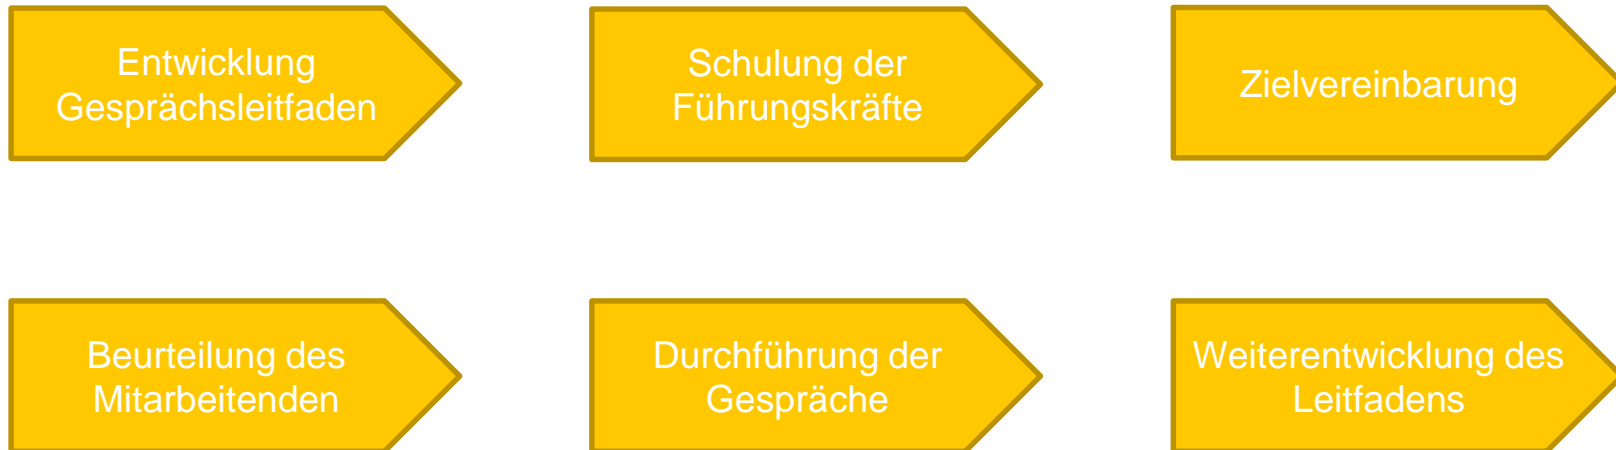 Entwicklung
Gesprächsleitfaden
Schulung der
Führungskräfte
Zielvereinbarung
Beurteilung des
Mitarbeitenden
Durchführung der
Gespräche
Weiterentwicklung des
Leitfadens